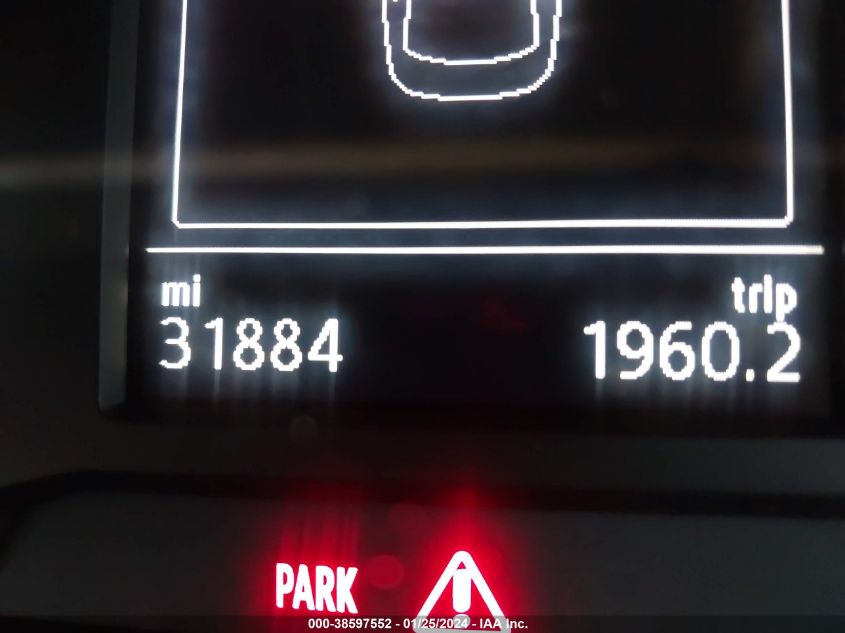 mi trip
31884 1960.2
PARK
000-38597552 - 01/25/2024 - IAA Inc.